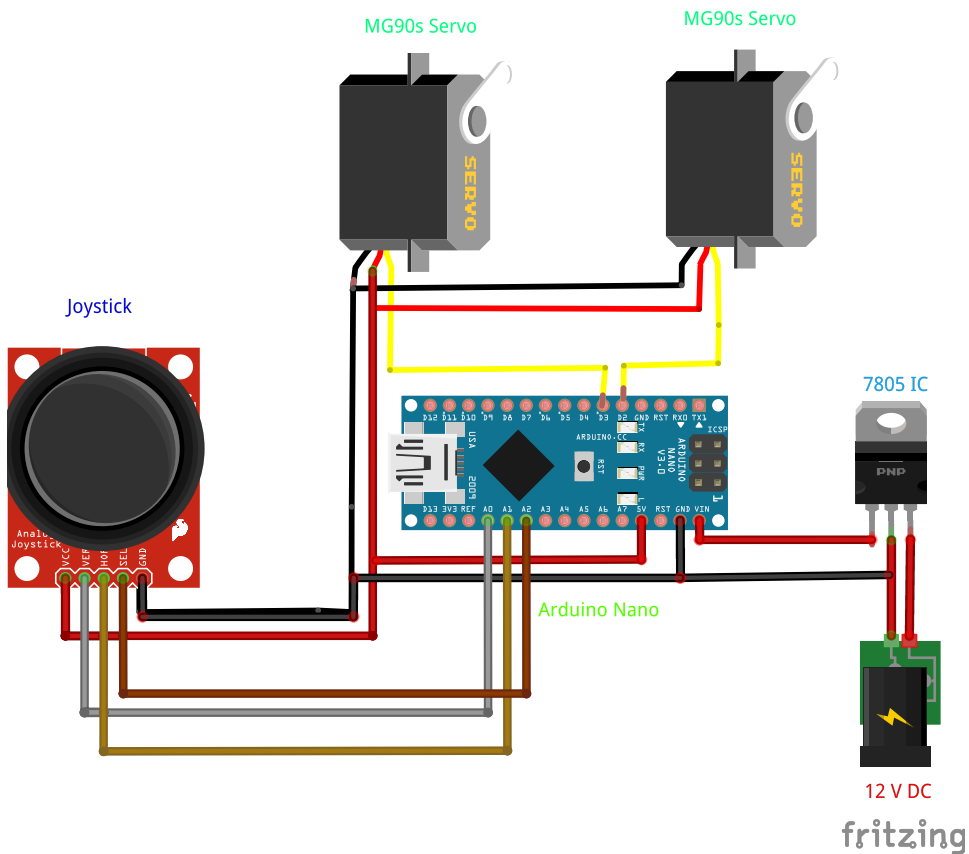 MG90s Servo
MG90s Servo
SERVO
SERVO
Joystick
7805 IC
D12 D11 D10 D9 D8 D7 D6 D5 D4 D3 D2 GND RST RX0 TX1
TX
RX
PWR
L
ICSP
1
USA
ARDUINO.CC
RST
ARDUINO
NANO
V3.0
PNP
D13 3V3 REF A0 A1 A2 A3 A4 A5 A6 A7 5V RST GND VIN
Analog
Joystick
VCC
VER
HOR
SEL
GND
Arduino Nano
12 V DC
fritzing